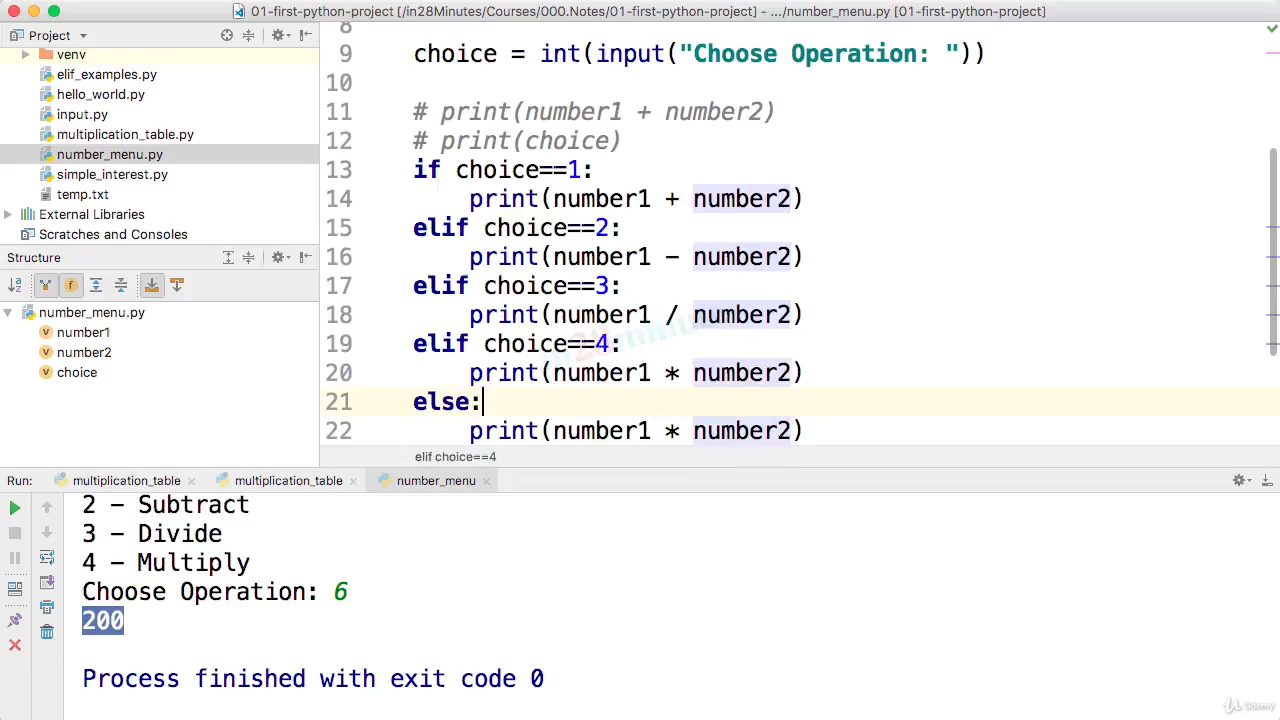 01-first-python-project [/in28Minutes/Courses/000.Notes/01-first-python-project] - .../number_menu.py [01-first-python-project]
Project
venv
elif_examples.py
hello_world.py
input.py
multiplication_table.py
number_menu.py
simple_interest.py
temp.txt
External Libraries
Scratches and Consoles
Structure
number_menu.py
number1
number2
choice
8
9 choice = int(input("Choose Operation: "))
10
11 # print(number1 + number2)
12 # print(choice)
13 if choice==1:
14 print(number1 + number2)
15 elif choice==2:
16 print(number1 - number2)
17 elif choice==3:
18 print(number1 / number2)
19 elif choice==4:
20 print(number1 * number2)
21 else:
22 print(number1 * number2)
elif choice==4
Run: multiplication_table multiplication_table number_menu
2 - Subtract
3 - Divide
4 - Multiply
Choose Operation: 6
200
Process finished with exit code 0
Udemy